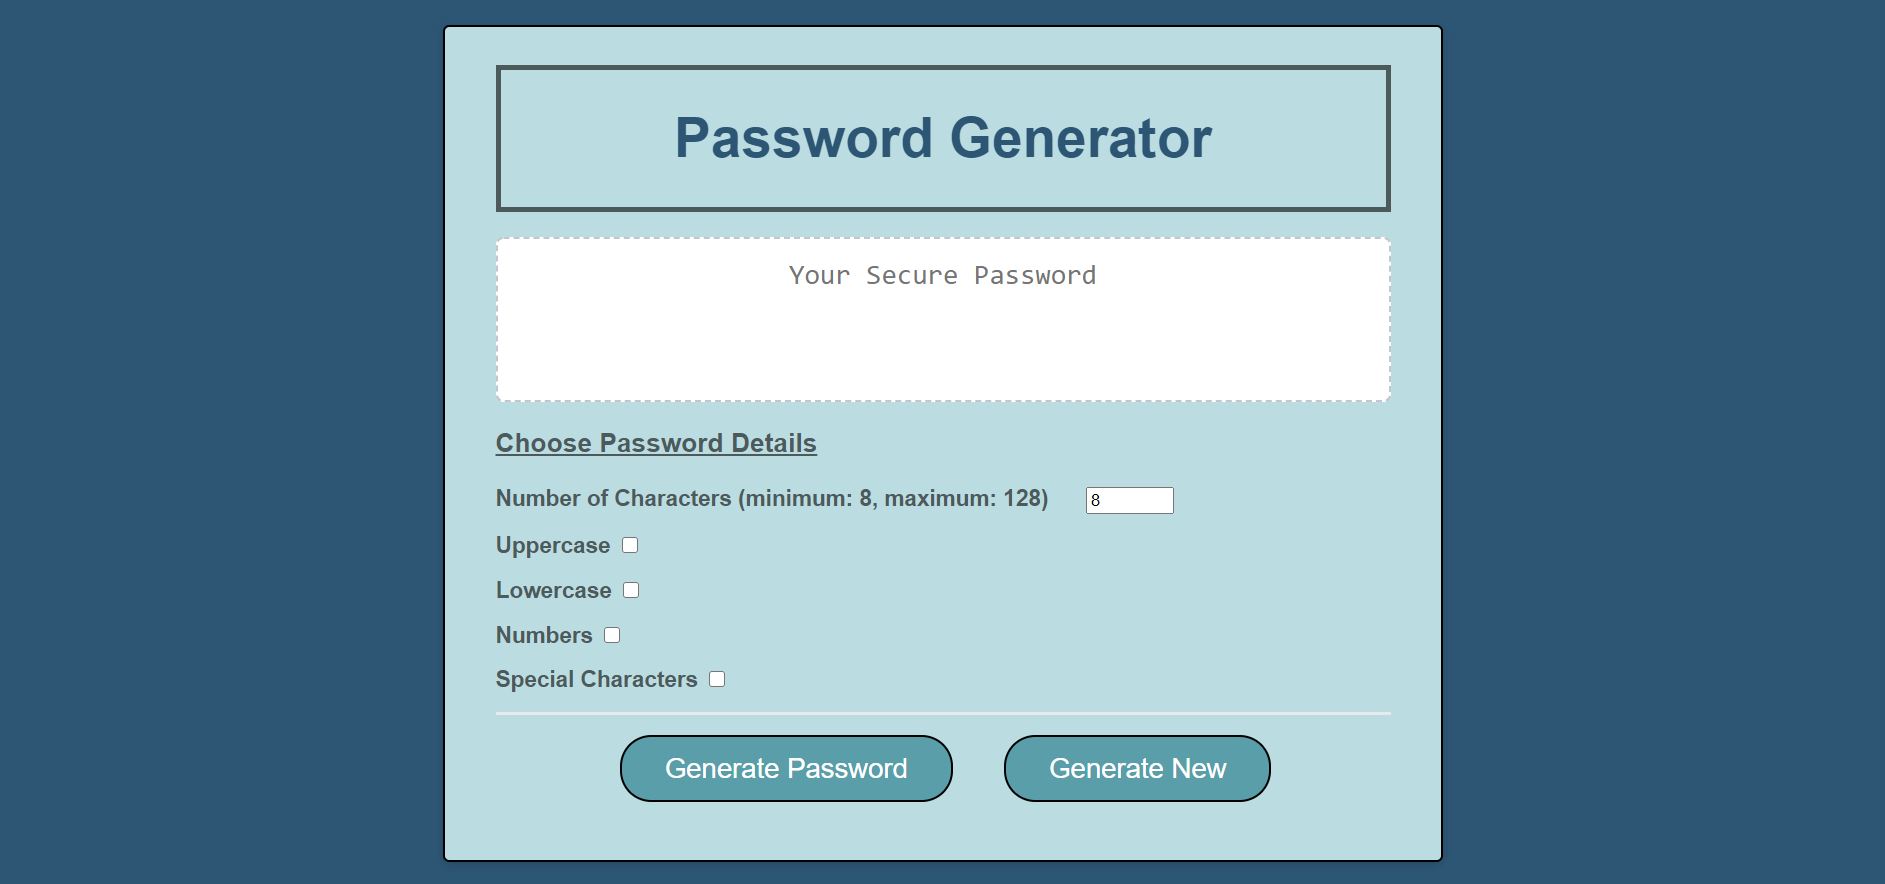 Password Generator
Your Secure Password
Choose Password Details
Number of Characters (minimum: 8, maximum: 128) 8
Uppercase
Lowercase
Numbers
Special Characters
Generate Password Generate New